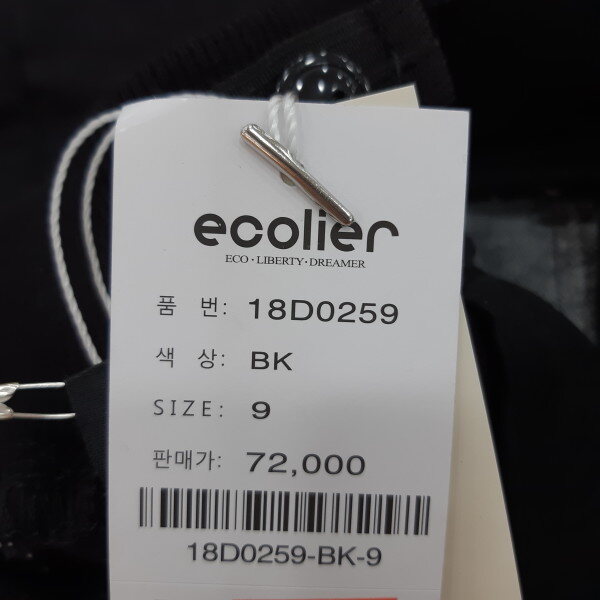 ecolier
ECO · LIBERTY · DREAMER
품 번: 18D0259
색 상: BK
SIZE: 9
판매가: 72,000
18D0259-BK-9